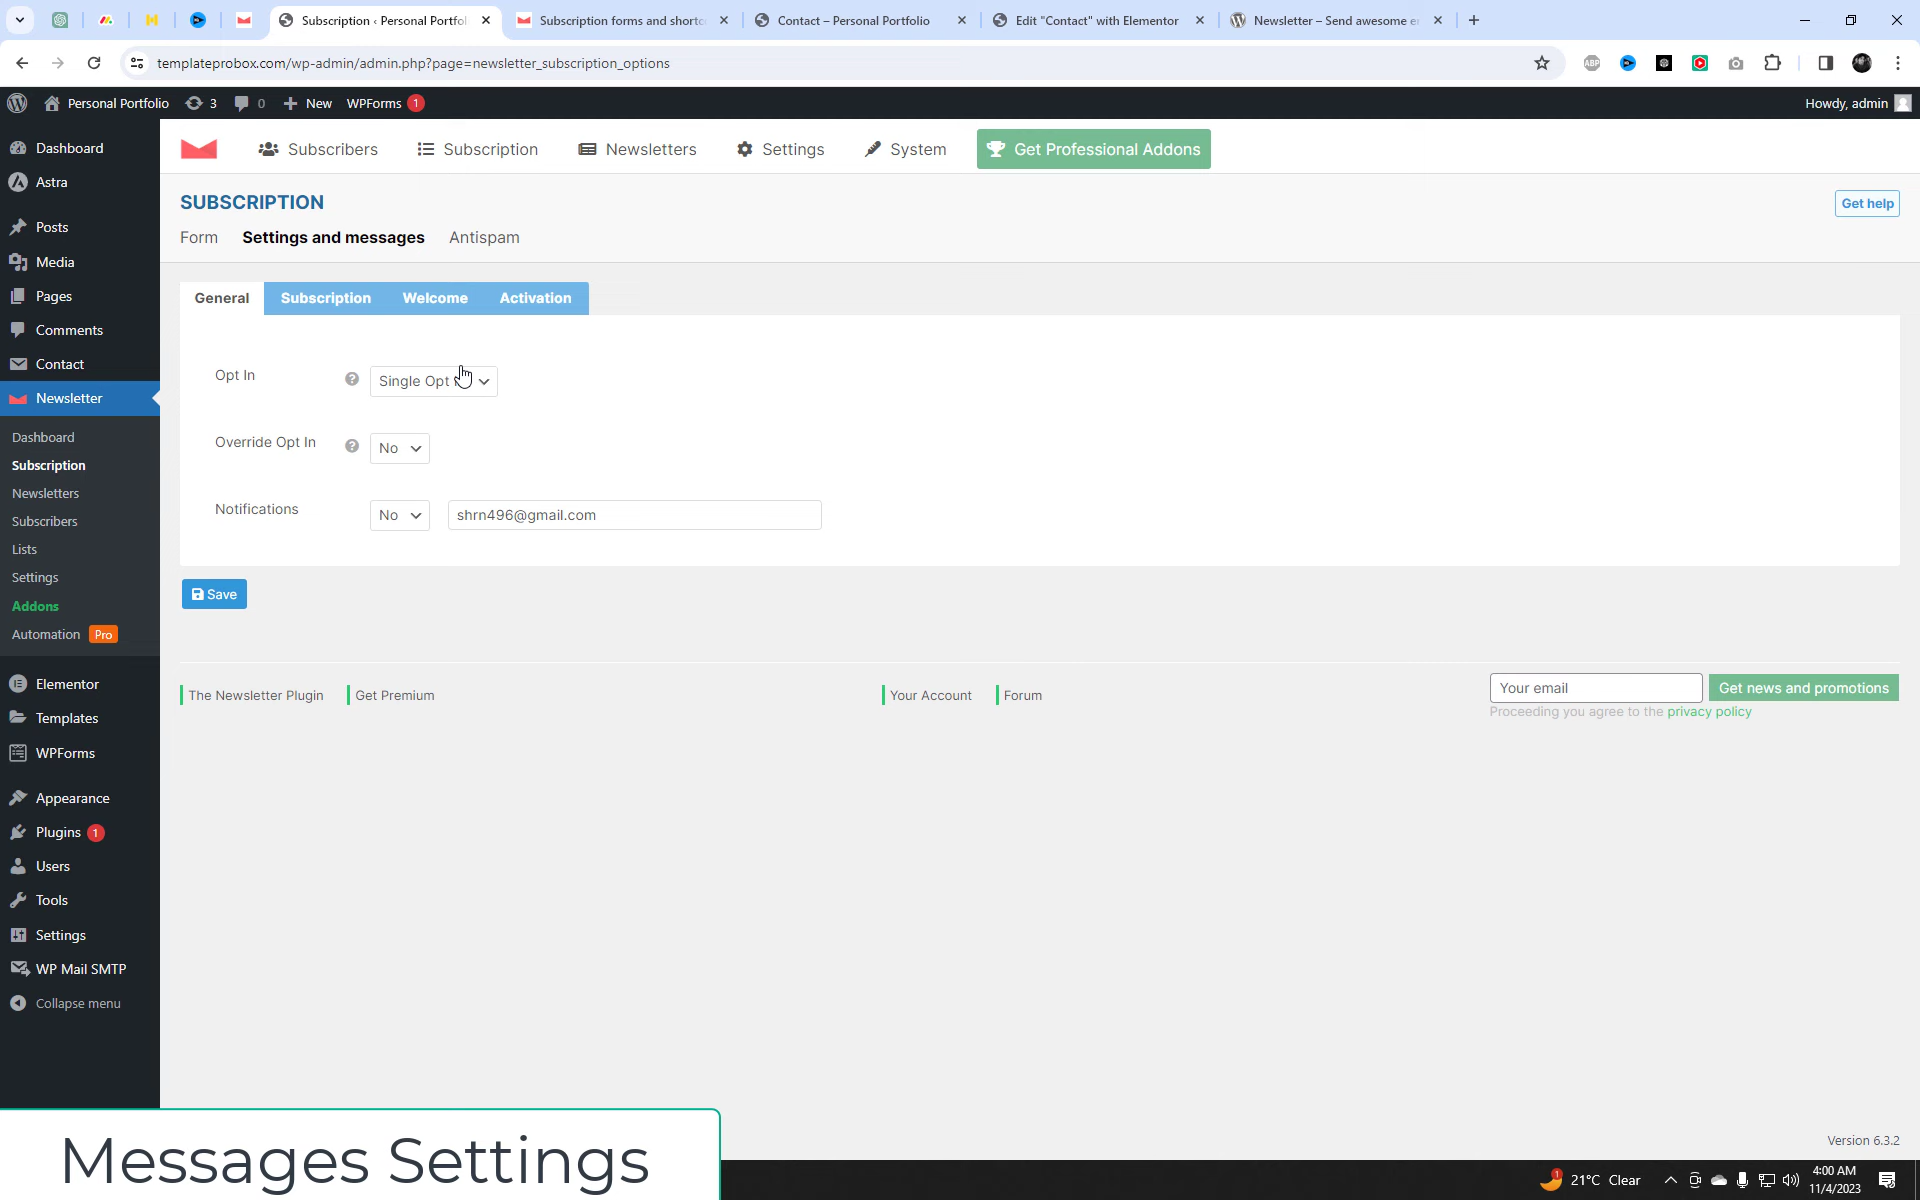 Subscription ‹ Personal Portfo
Subscription forms and shortc
Contact – Personal Portfolio
Edit "Contact" with Elementor
Newsletter – Send awesome e
templateprobox.com/wp-admin/admin.php?page=newsletter_subscription_options
ABP
Personal Portfolio
3
0
New
WPForms 1
Howdy, admin
Dashboard
Astra
Posts
Media
Pages
Comments
Contact
Newsletter
Dashboard
Subscription
Newsletters
Subscribers
Lists
Settings
Addons
Automation Pro
Elementor
Templates
WPForms
Appearance
Plugins 1
Users
Tools
Settings
WP Mail SMTP
Collapse menu
Subscribers
Subscription
Newsletters
Settings
System
Get Professional Addons
SUBSCRIPTION
Get help
Form
Settings and messages
Antispam
General
Subscription
Welcome
Activation
Opt In
Single Opt
Override Opt In
No
Notifications
No
shrn496@gmail.com
Save
The Newsletter Plugin
Get Premium
Your Account
Forum
Your email
Get news and promotions
Proceeding you agree to the privacy policy
Version 6.3.2
Messages Settings
1
21°C Clear
4:00 AM
11/4/2023